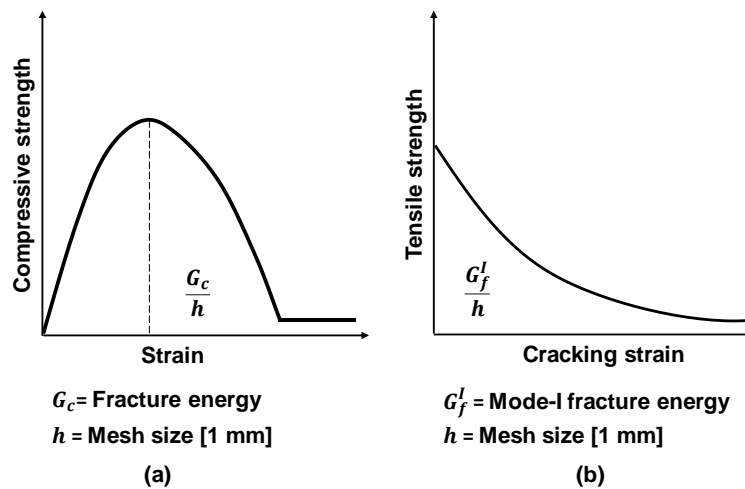 Compressive strength
G_c
h
Strain
G_c= Fracture energy
h = Mesh size [1 mm]
(a)
Tensile strength
G_f^I
h
Cracking strain
G_f^I= Mode-I fracture energy
h = Mesh size [1 mm]
(b)